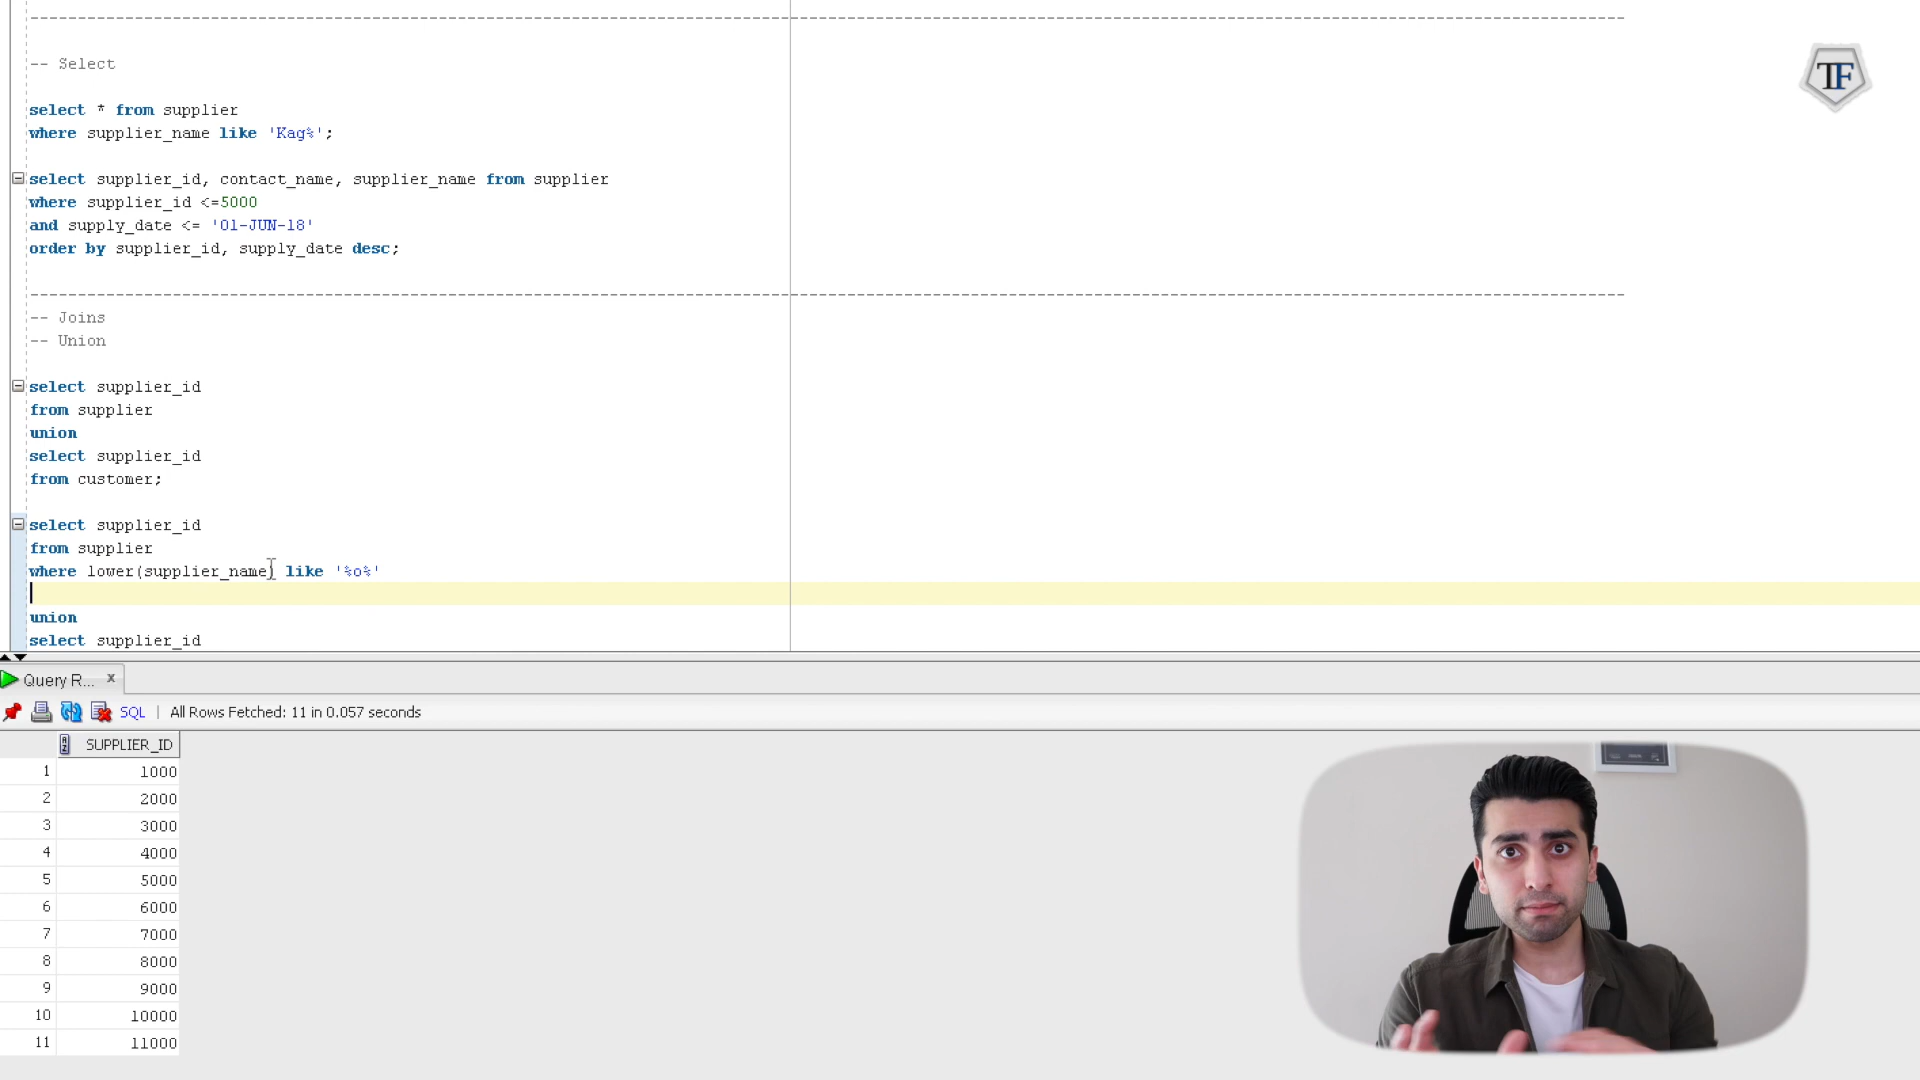 -- Select
select * from supplier
where supplier_name like 'Kag%';
select supplier_id, contact_name, supplier_name from supplier
where supplier_id <=5000
and supply_date <= '01-JUN-18'
order by supplier_id, supply_date desc;
-- Joins
-- Union
select supplier_id
from supplier
union
select supplier_id
from customer;
select supplier_id
from supplier
where lower(supplier_name) like '%o%'
union
select supplier_id
Query R... x
SQL | All Rows Fetched: 11 in 0.057 seconds
SUPPLIER_ID
1 1000
2 2000
3 3000
4 4000
5 5000
6 6000
7 7000
8 8000
9 9000
10 10000
11 11000
TF